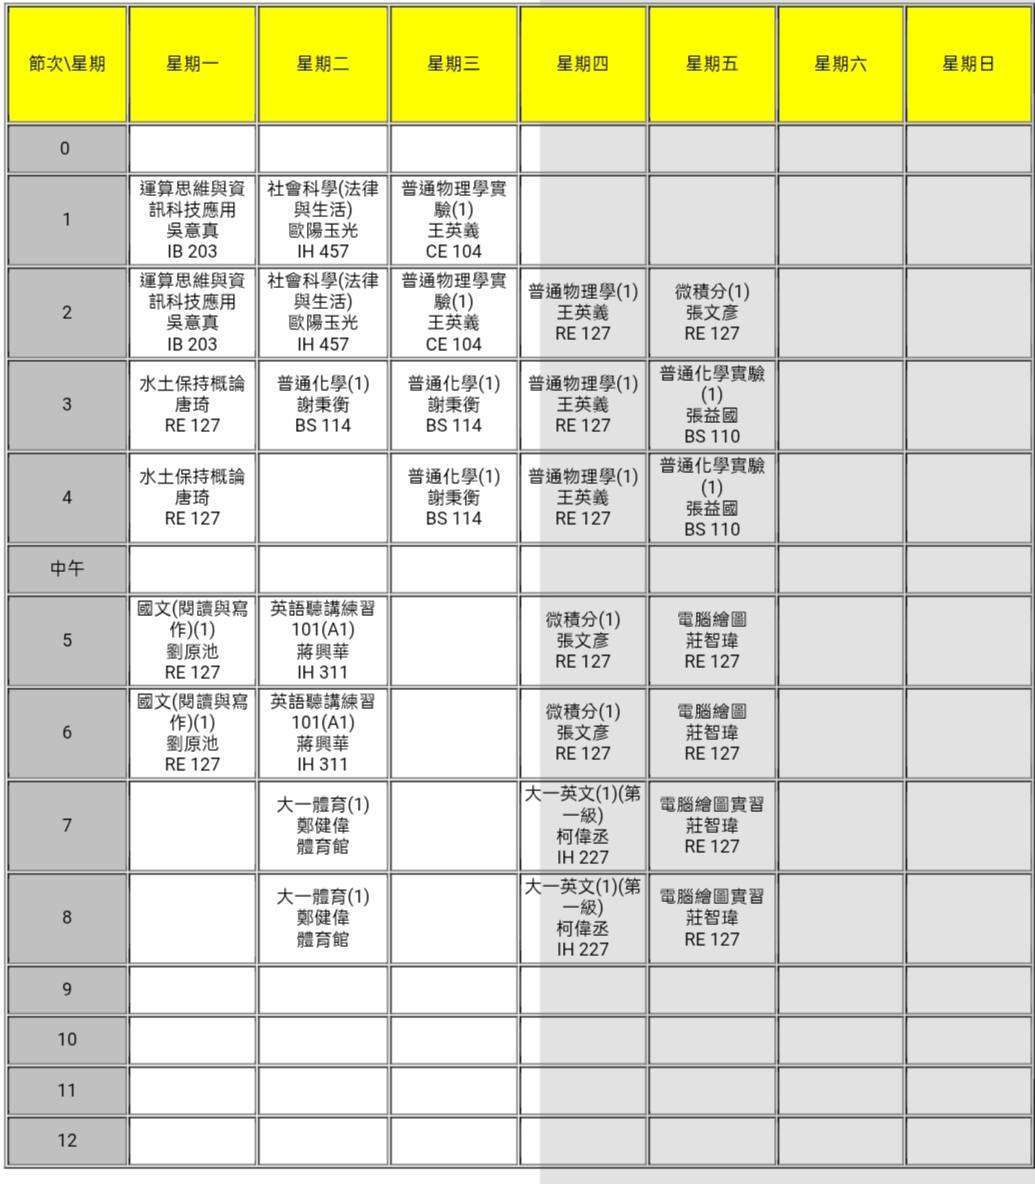 節次\星期 星期一 星期二 星期三 星期四 星期五 星期六 星期日
0
1
運算思維與資
訊科技應用
吳意真
IB 203
社會科學(法律
與生活)
歐陽玉光
IH 457
普通物理學實
驗(1)
王英義
CE 104
2
運算思維與資
訊科技應用
吳意真
IB 203
社會科學(法律
與生活)
歐陽玉光
IH 457
普通物理學實
驗(1)
王英義
CE 104
普通物理學(1)
王英義
RE 127
微積分(1)
張文彥
RE 127
3
水土保持概論
唐琦
RE 127
普通化學(1)
謝秉衡
BS 114
普通化學(1)
謝秉衡
BS 114
普通物理學(1)
王英義
RE 127
普通化學實驗
(1)
張益國
BS 110
4
水土保持概論
唐琦
RE 127
普通化學(1)
謝秉衡
BS 114
普通物理學(1)
王英義
RE 127
普通化學實驗
(1)
張益國
BS 110
中午
5
國文(閱讀與寫
作)(1)
劉原池
RE 127
英語聽講練習
101(A1)
蔣興華
IH 311
微積分(1)
張文彥
RE 127
電腦繪圖
莊智瑋
RE 127
6
國文(閱讀與寫
作)(1)
劉原池
RE 127
英語聽講練習
101(A1)
蔣興華
IH 311
微積分(1)
張文彥
RE 127
電腦繪圖
莊智瑋
RE 127
7
大一體育(1)
鄭健偉
體育館
大一英文(1)(第
一級)
柯偉丞
IH 227
電腦繪圖實習
莊智瑋
RE 127
8
大一體育(1)
鄭健偉
體育館
大一英文(1)(第
一級)
柯偉丞
IH 227
電腦繪圖實習
莊智瑋
RE 127
9
10
11
12